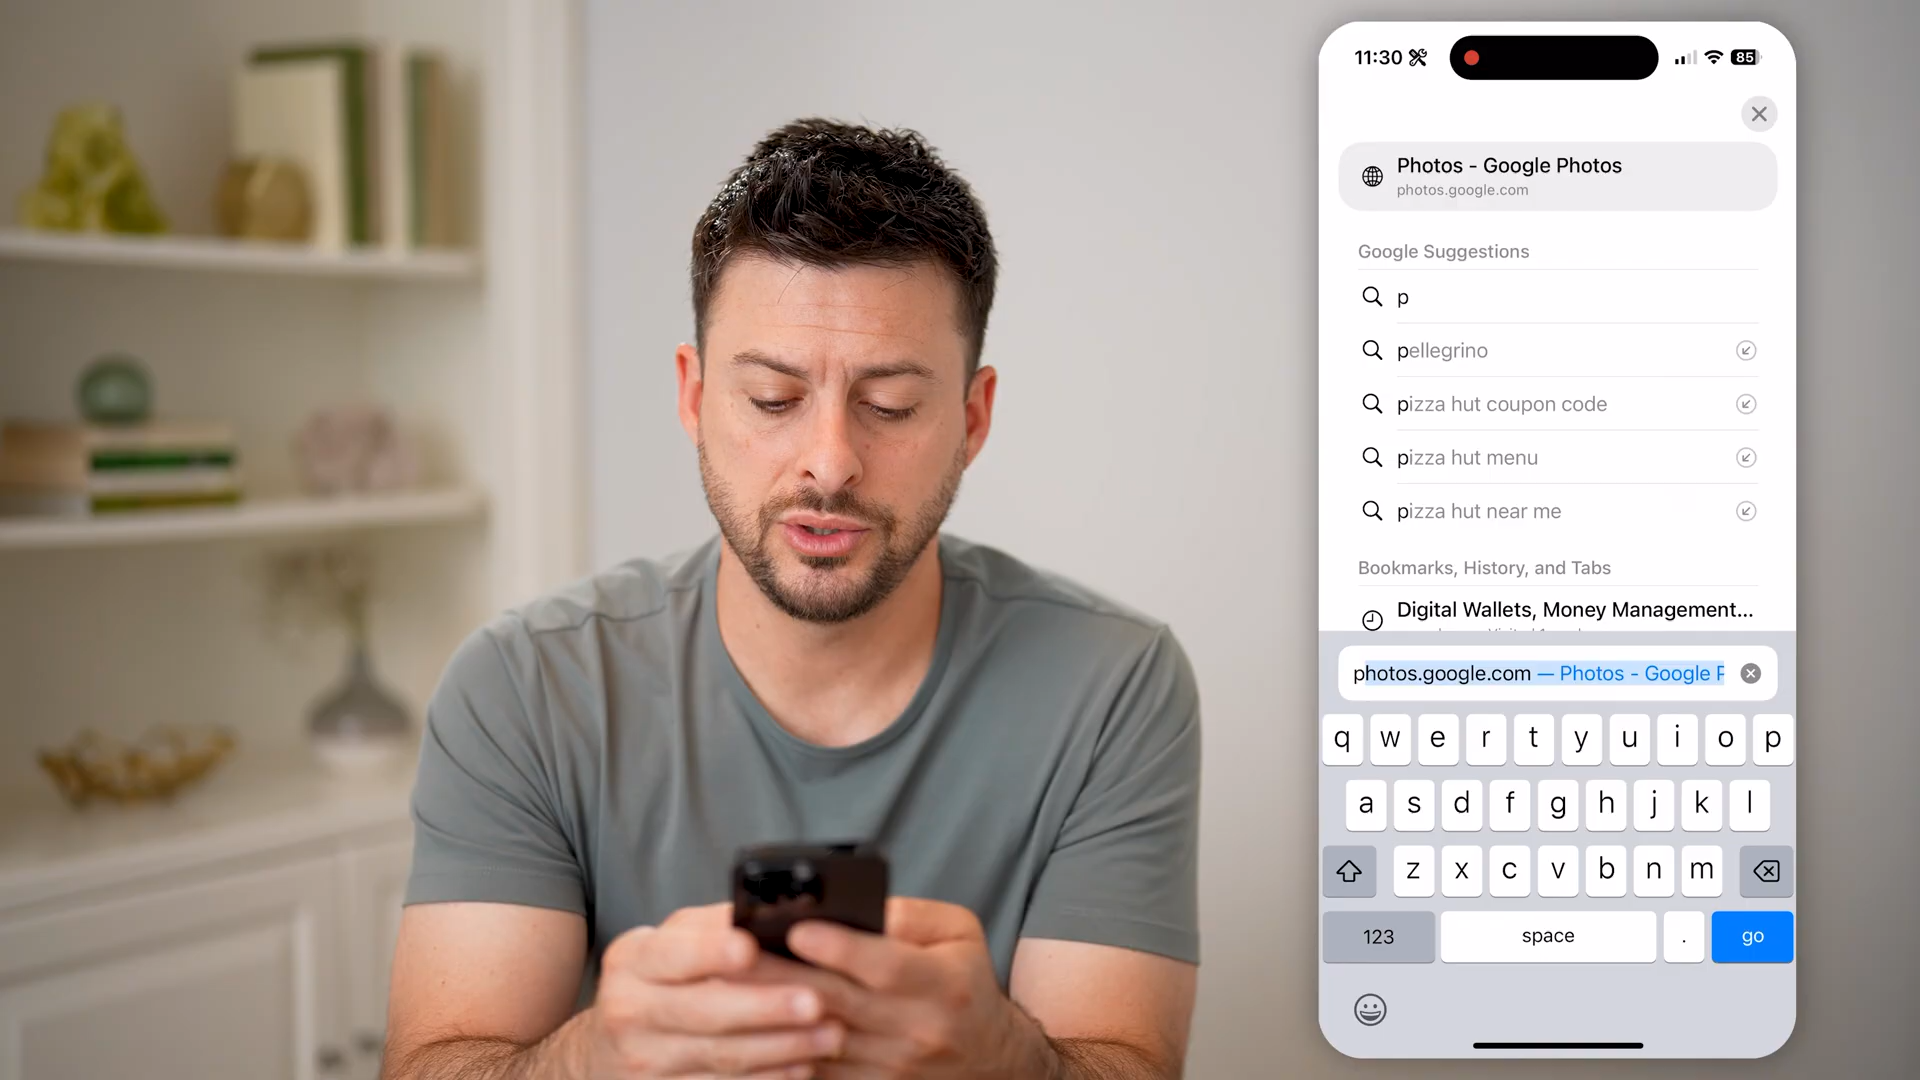 11:30
85
Photos - Google Photos
photos.google.com
Google Suggestions
p
pellegrino
pizza hut coupon code
pizza hut menu
pizza hut near me
Bookmarks, History, and Tabs
Digital Wallets, Money Management...
photos.google.com — Photos - Google P
q w e r t y u i o p
a s d f g h j k l
z x c v b n m
123 space . go